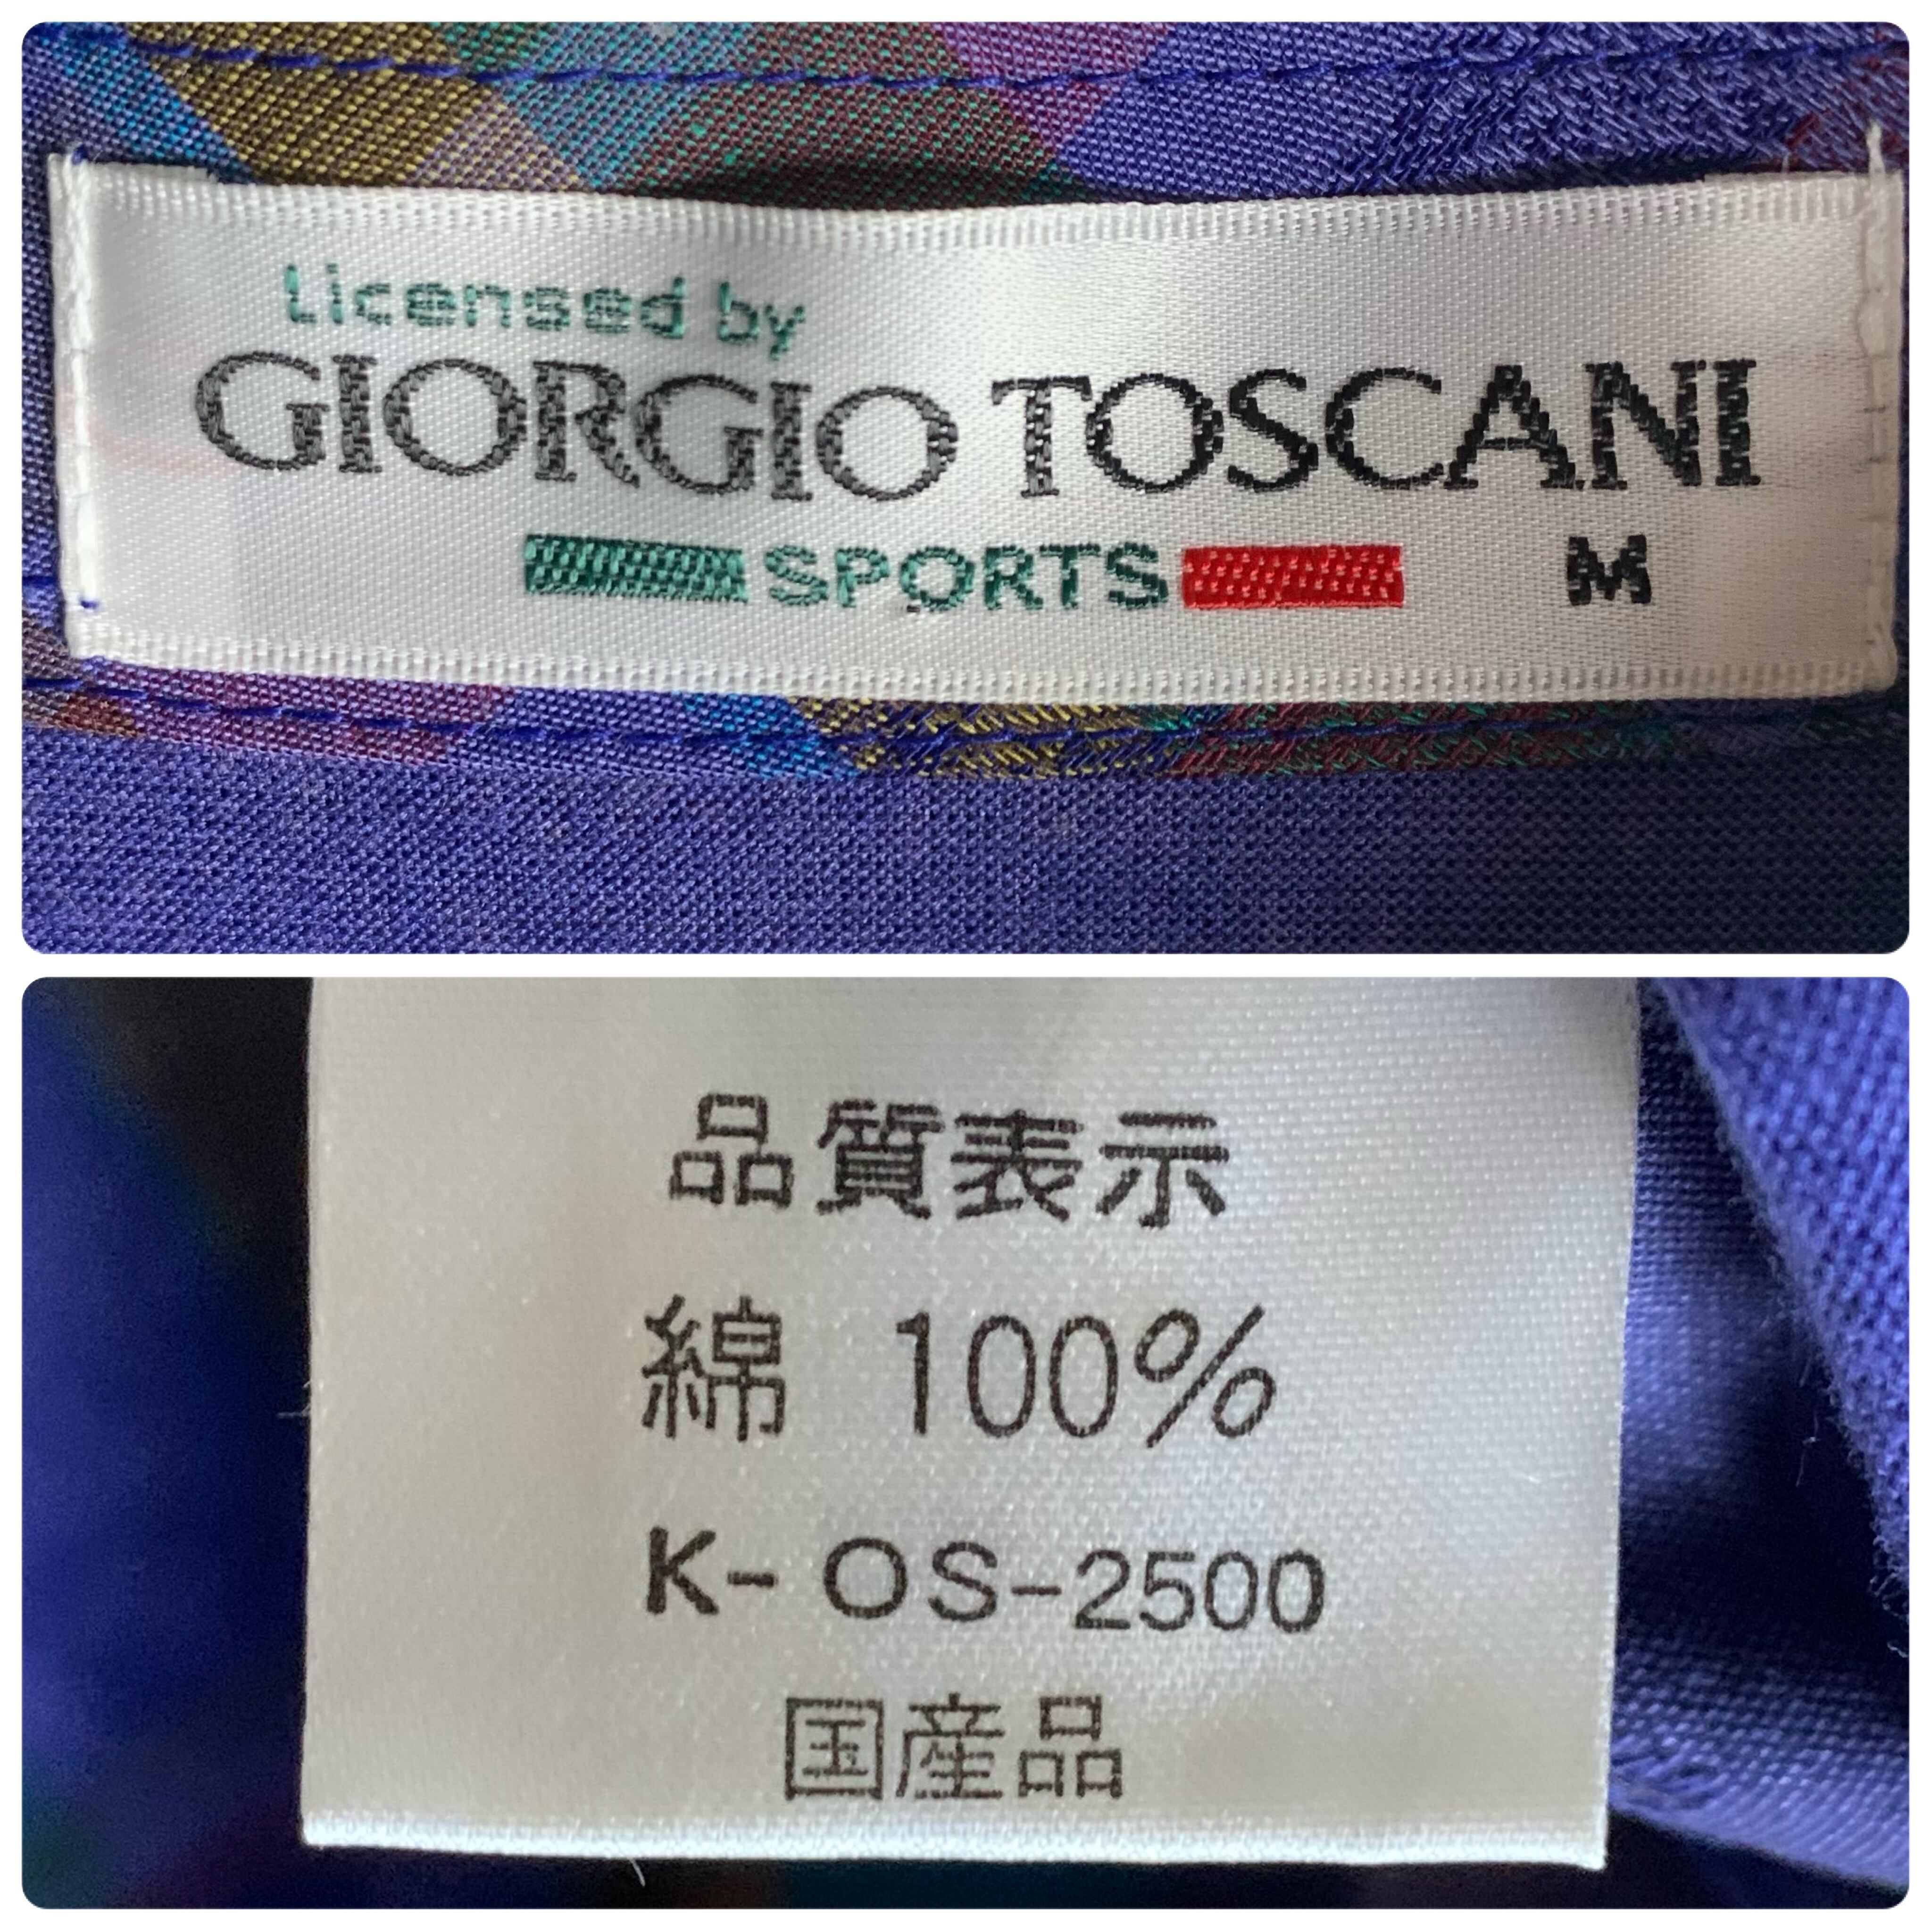 Licensed by
GIORGIO TOSCANI
SPORTS M
品質表示
綿 100%
K- OS-2500
国産品